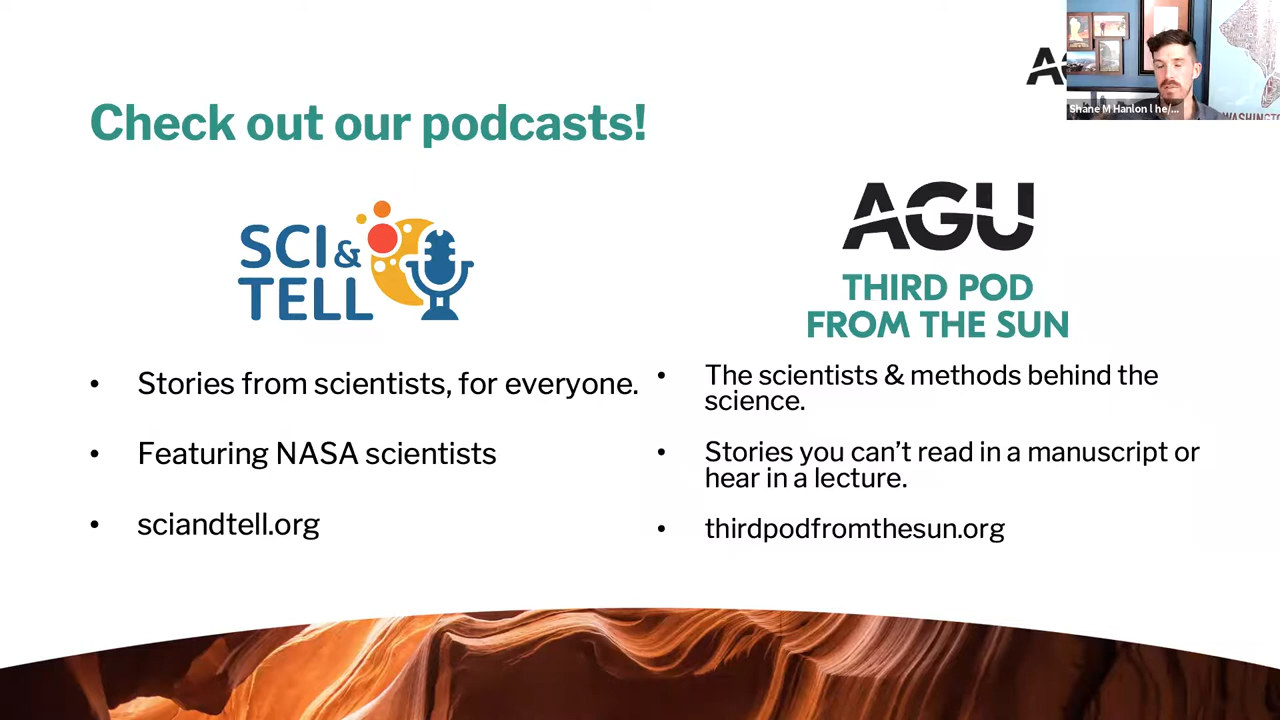 Check out our podcasts!
SCI &
TELL
• Stories from scientists, for everyone.
• Featuring NASA scientists
• sciandtell.org
AGU
THIRD POD
FROM THE SUN
• The scientists & methods behind the
science.
• Stories you can’t read in a manuscript or
hear in a lecture.
• thirdpodfromthesun.org
Shane M Hanlon l he/...